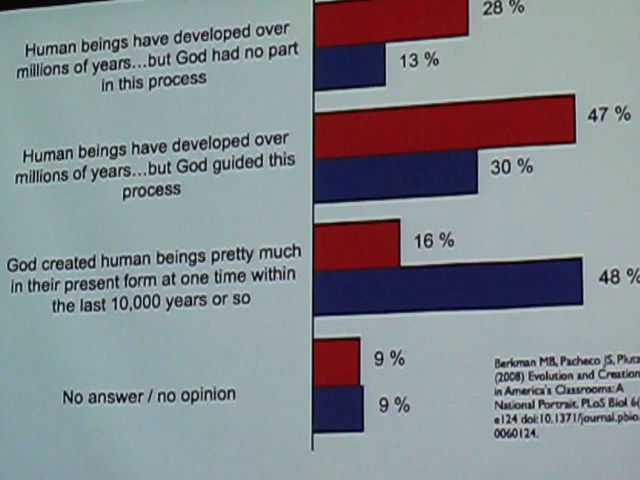 28 %
Human beings have developed over
millions of years...but God had no part
in this process
13 %
47 %
Human beings have developed over
millions of years...but God guided this
process
30 %
16 %
God created human beings pretty much
in their present form at one time within
the last 10,000 years or so
48 %
9 %
No answer / no opinion
9 %
Berkman MB, Pacheco JS, Plutz
(2008) Evolution and Creation
in America's Classrooms: A
National Portrait. PLoS Biol 6(
e124 doi:10.1371/journal.pbio.
0060124.